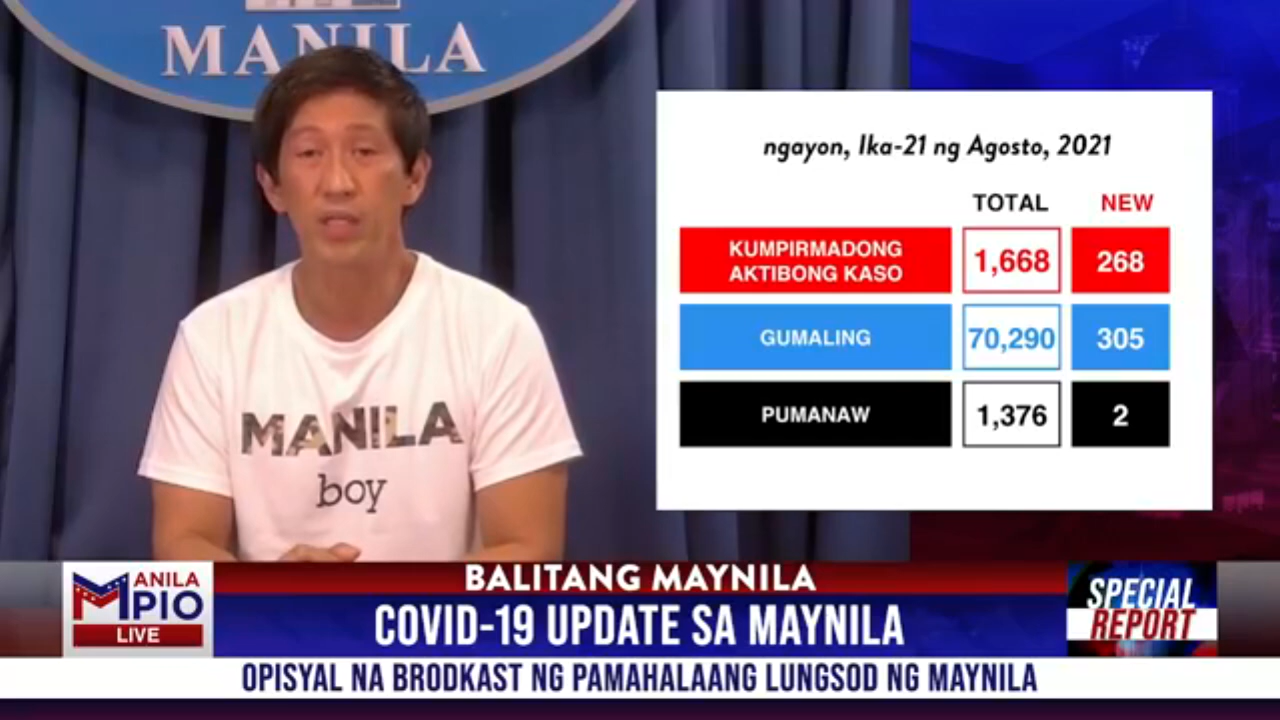 MANILA
ngayon, Ika-21 ng Agosto, 2021
TOTAL NEW
KUMPIRMADONG
AKTIBONG KASO
1,668 268
GUMALING 70,290 305
PUMANAW 1,376 2
MANILA
boy
MANILA
PIO
LIVE
BALITANG MAYNILA
COVID-19 UPDATE SA MAYNILA
SPECIAL
REPORT
OPISYAL NA BRODKAST NG PAMAHALAANG LUNGSOD NG MAYNILA